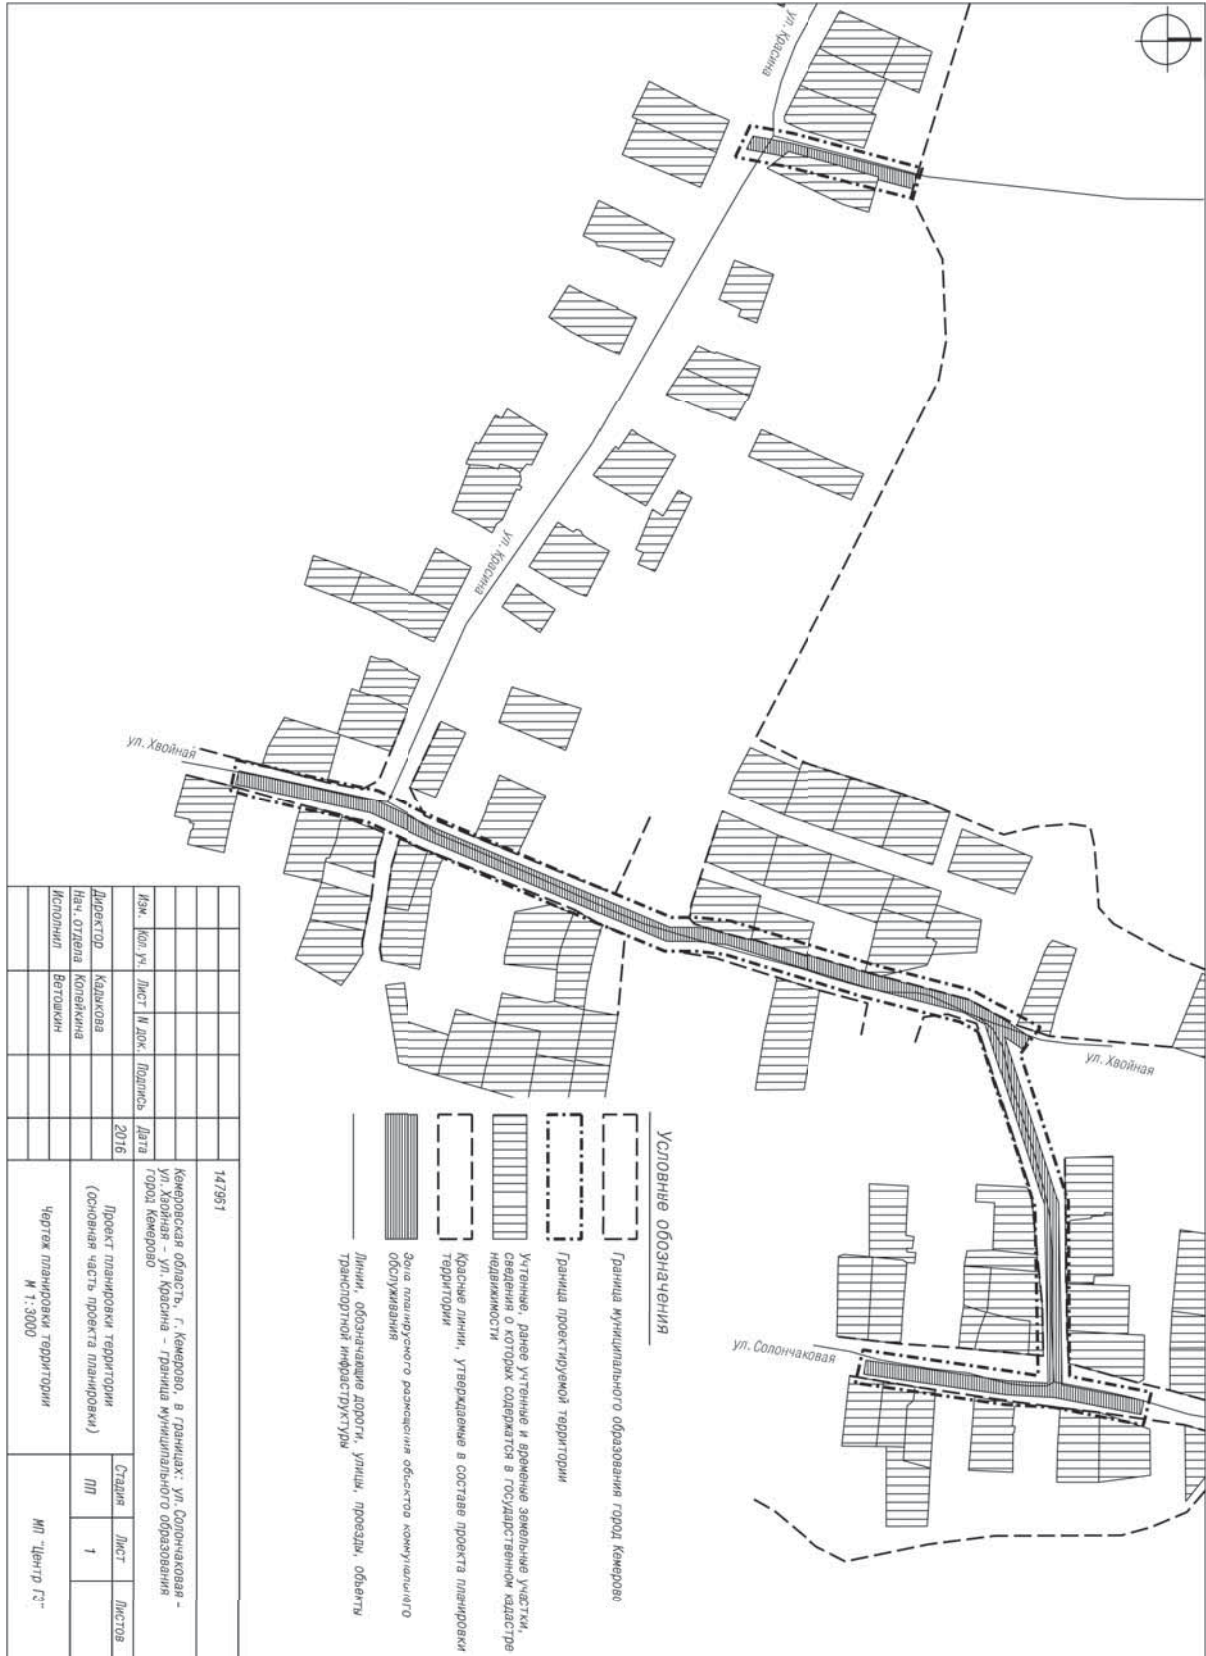 ул. Красина
ул. Красина
ул. Хвойная
ул. Хвойная
ул. Солончаковая
Условные обозначения
Граница муниципального образования город Кемерово
Граница проектируемой территории
Учтенные, ранее учтенные и временные земельные участки,
сведения о которых содержатся в государственном кадастре
недвижимости
Красные линии, утверждаемые в составе проекта планировки
территории
Зона планируемого размещения объектов коммунального
обслуживания
Линии, обозначающие дороги, улицы, проезды, объекты
транспортной инфраструктуры
147961
Кемеровская область, г. Кемерово, в границах: ул. Солончаковая -
ул. Хвойная - ул. Красина - граница муниципального образования
город Кемерово
Изм. Кол.уч. Лист N док. Подпись Дата
2016
Директор Кадыкова
Нач. отдела Копейкина
Исполнил Ветошкин
Проект планировки территории
(основная часть проекта планировки)
Стадия Лист Листов
ПП 1
Чертеж планировки территории
М 1:3000
МП "Центр ГЗ"